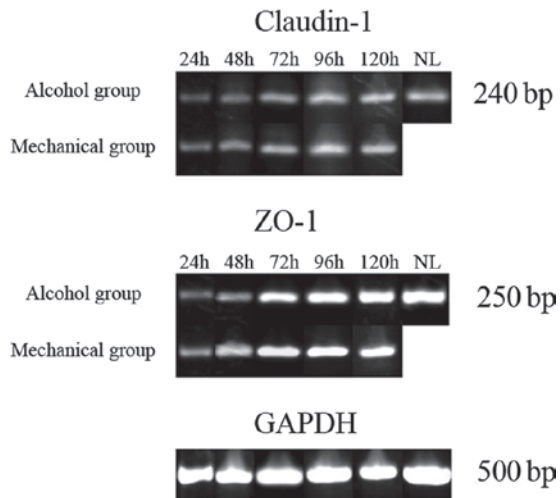 Claudin-1
24h 48h 72h 96h 120h NL
Alcohol group 240 bp
Mechanical group
ZO-1
24h 48h 72h 96h 120h NL
Alcohol group 250 bp
Mechanical group
GAPDH
500 bp